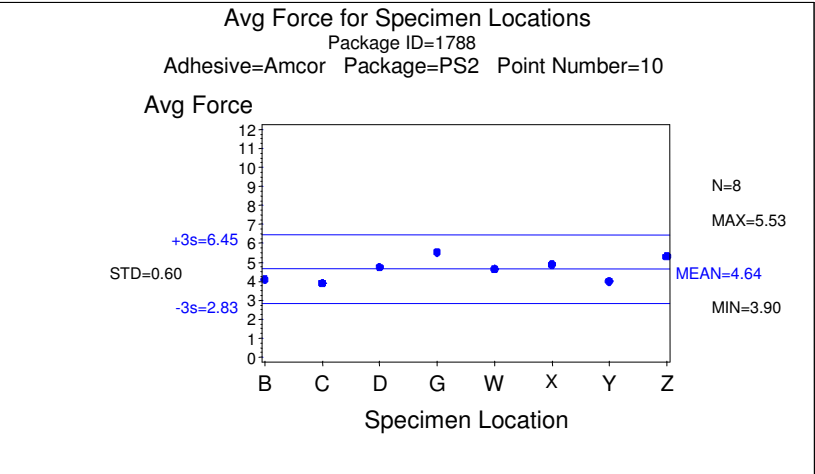 Avg Force for Specimen Locations
Package ID=1788
Adhesive=Amcor Package=PS2 Point Number=10
Avg Force
12
11
10
9
8
7
6
5
4
3
2
1
0
+3s=6.45
STD=0.60
-3s=2.83
N=8
MAX=5.53
MEAN=4.64
MIN=3.90
B C D G W X Y Z
Specimen Location